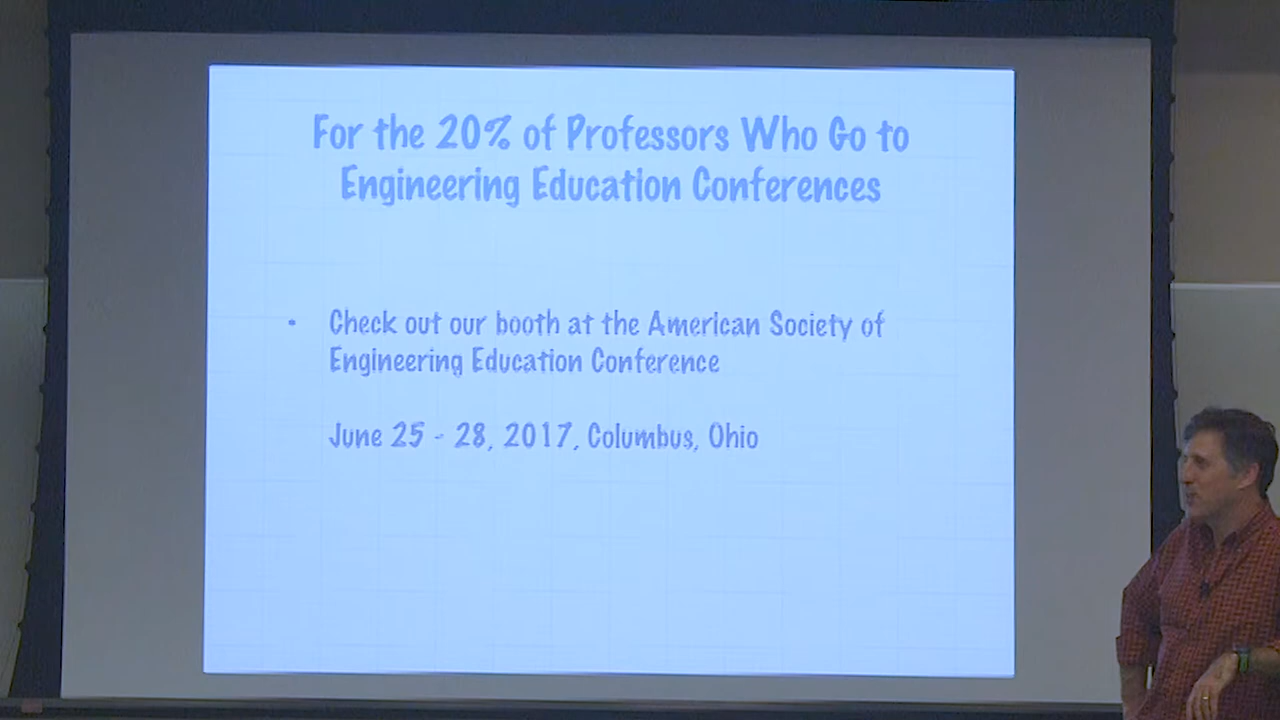 For the 20% of Professors Who Go to
Engineering Education Conferences
• Check out our booth at the American Society of
Engineering Education Conference
June 25 - 28, 2017, Columbus, Ohio